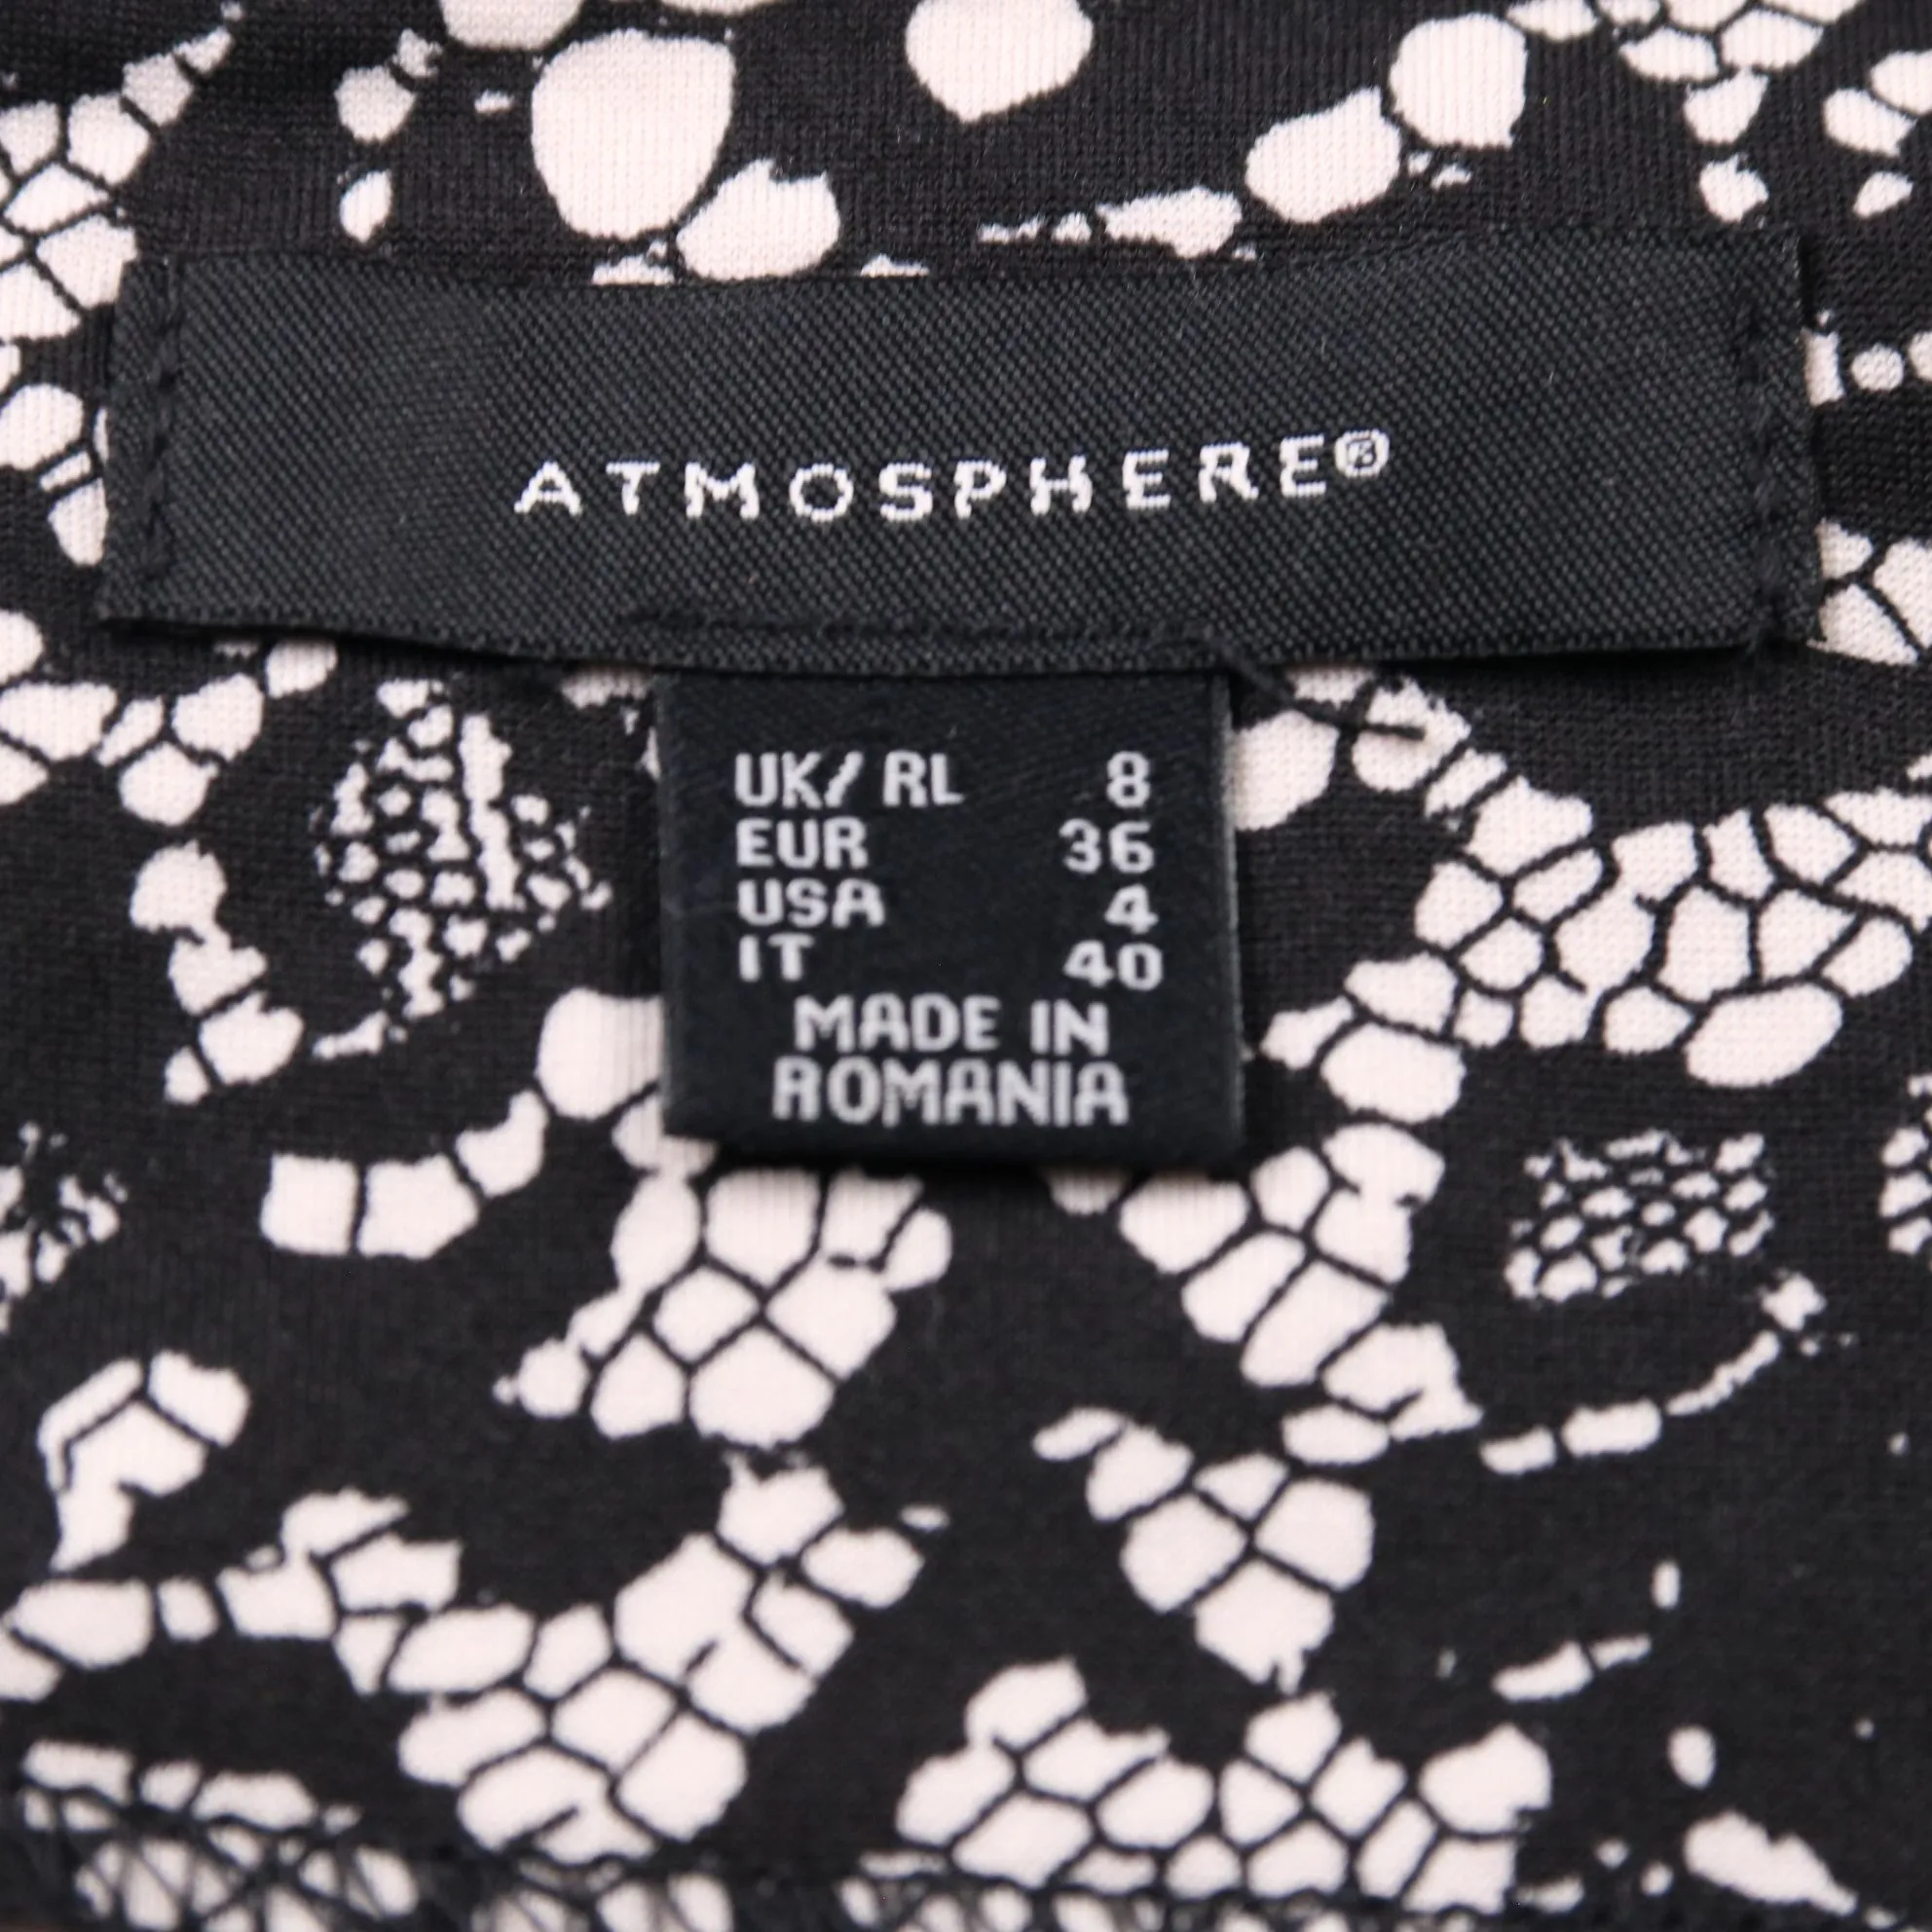 ATMOSPHERE®
UK/ RL 8
EUR 36
USA 4
IT 40
MADE IN
ROMANIA